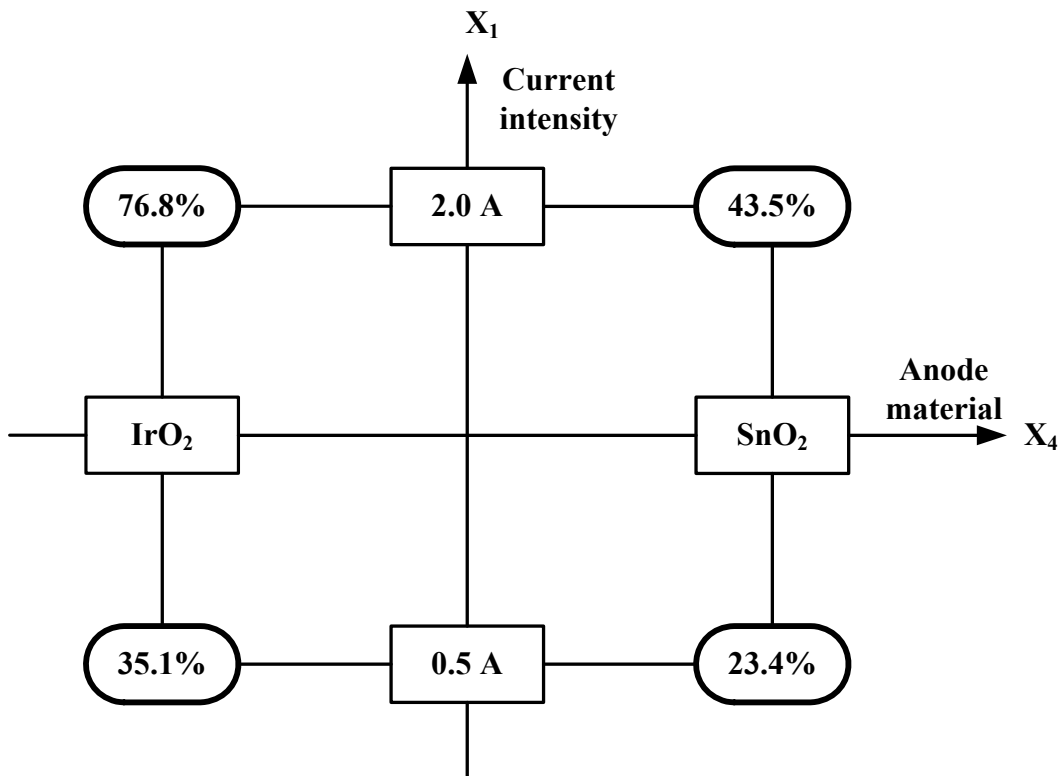 X₁
Current
intensity
76.8%
2.0 A
43.5%
Anode
material
IrO₂
SnO₂
X₄
35.1%
0.5 A
23.4%